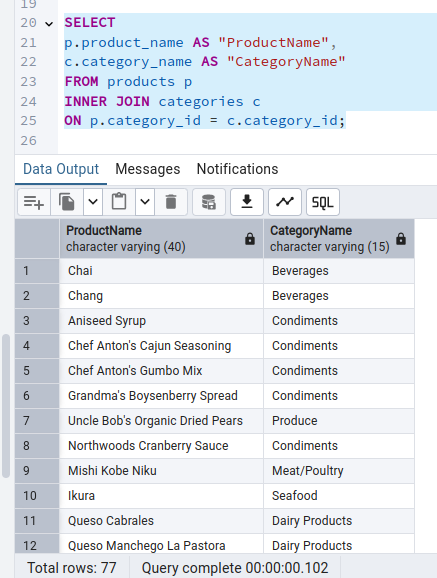 19
20 SELECT
21 p.product_name AS "ProductName",
22 c.category_name AS "CategoryName"
23 FROM products p
24 INNER JOIN categories c
25 ON p.category_id = c.category_id;
26
Data Output Messages Notifications
SQL
ProductName CategoryName
character varying (40) character varying (15)
1 Chai Beverages
2 Chang Beverages
3 Aniseed Syrup Condiments
4 Chef Anton's Cajun Seasoning Condiments
5 Chef Anton's Gumbo Mix Condiments
6 Grandma's Boysenberry Spread Condiments
7 Uncle Bob's Organic Dried Pears Produce
8 Northwoods Cranberry Sauce Condiments
9 Mishi Kobe Niku Meat/Poultry
10 Ikura Seafood
11 Queso Cabrales Dairy Products
12 Queso Manchego La Pastora Dairy Products
Total rows: 77 Query complete 00:00:00.102